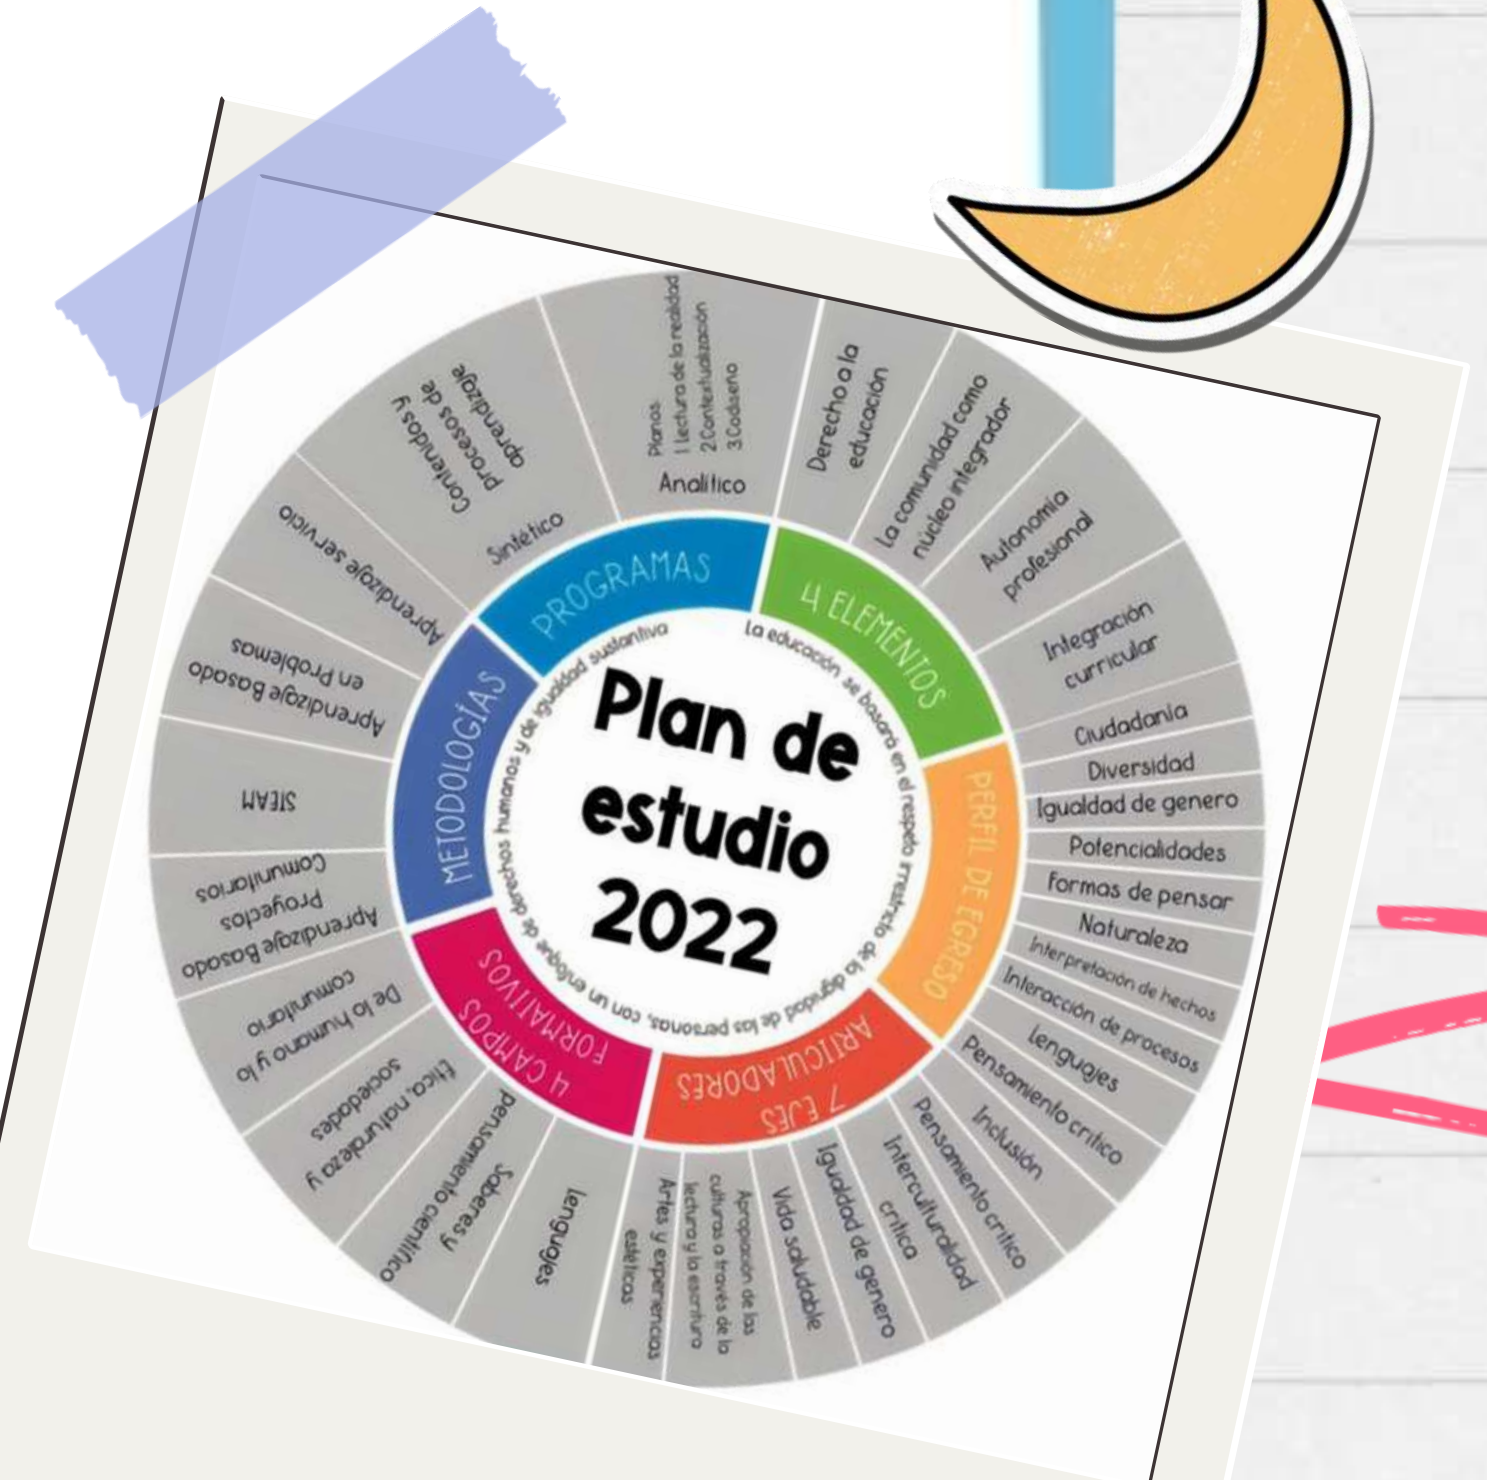 Plan de
estudio
2022
La educación se basará en el respeto irrestricto de la dignidad de las personas, con un enfoque de derechos humanos y de igualdad sustantiva
4 ELEMENTOS
Derecho a la
educación
La comunidad como
núcleo integrador
Autonomía
profesional
Integración
curricular
PERFIL DE EGRESO
Ciudadanía
Diversidad
Igualdad de genero
Potencialidades
Formas de pensar
Naturaleza
Interpretación de hechos
Interacción de procesos
Lenguajes
Pensamiento crítico
7 EJES
ARTICULADORES
Inclusión
Pensamiento crítico
Interculturalidad
crítica
Igualdad de genero
Vida saludable
Apropiación de las
culturas a través de la
lectura y la escritura
Artes y experiencias
estéticas
4 CAMPOS
FORMATIVOS
lenguajes
Saberes y
pensamiento científico
Ética, naturaleza y
sociedades
De lo humano y lo
comunitario
METODOLOGÍAS
Aprendizaje Basado
Proyectos
Comunitarios
STEAM
Aprendizaje Basado
en Problemas
Aprendizaje servicio
PROGRAMAS
Sintético
Contenidos y
procesos de
aprendizaje
Analítico
Planos:
1 Lectura de la realidad
2.Contextualización
3.Codiseño